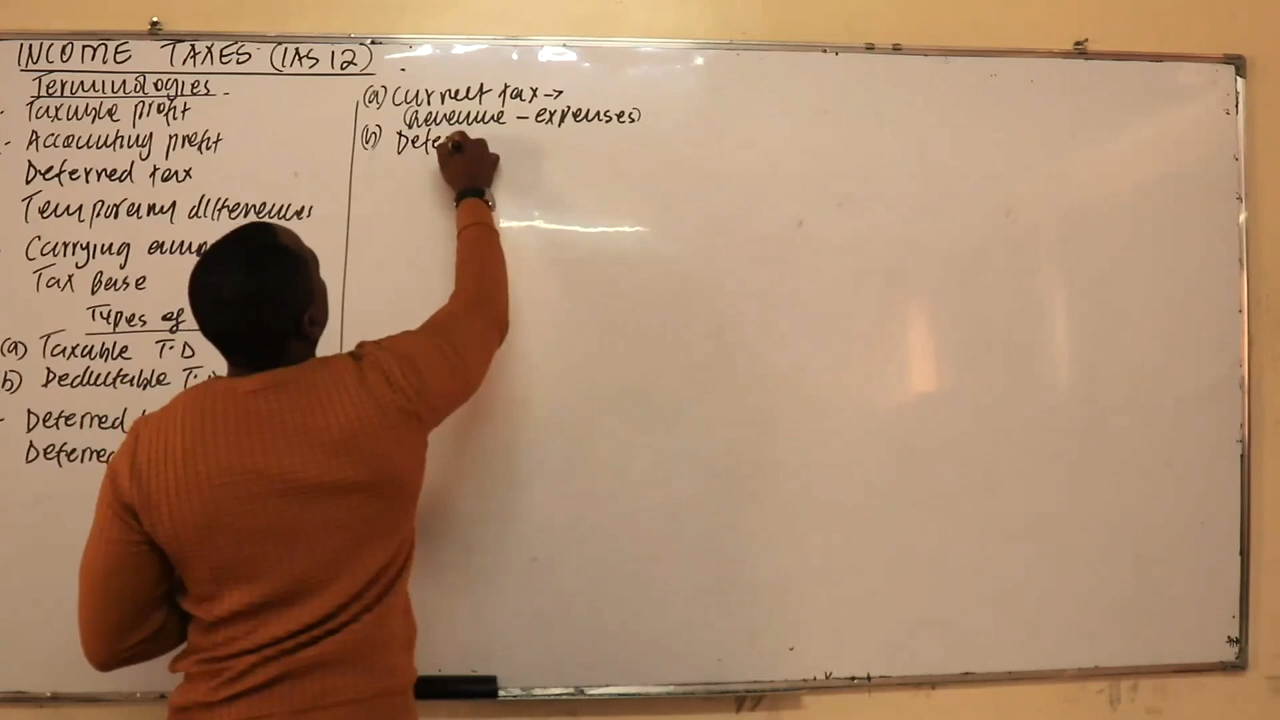 INCOME TAXES (IAS 12)
Terminologies.
- Taxable profit
- Accounting profit
Deferred tax
Temporary differences
- Carrying
Tax Base
Types of
(a) Taxable T.D
b) Deductable T.
- Deferred
Deferred
(a) Current tax →
(Revenue - expenses)
(b) Defe